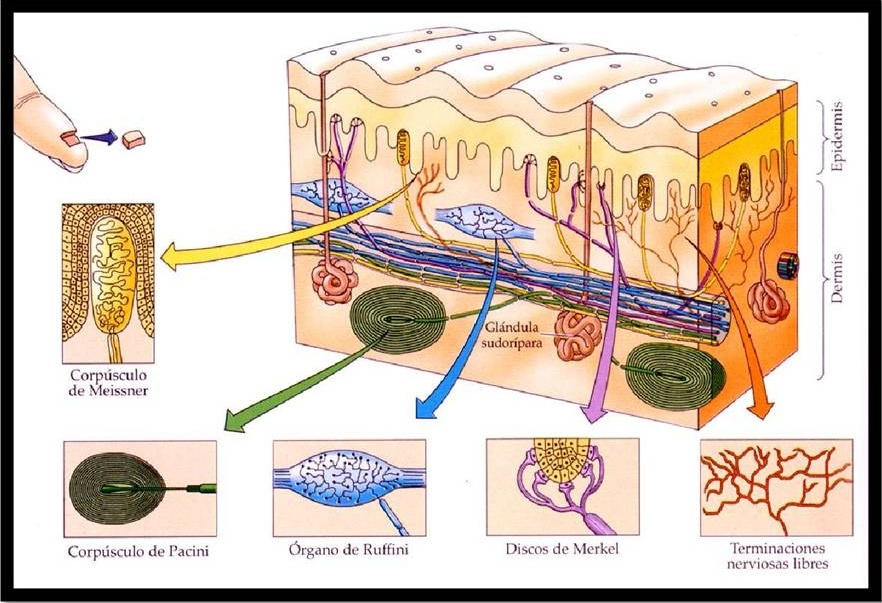 Epidermis
Dermis
Glándula
sudorípara
Corpúsculo
de Meissner
Corpúsculo de Pacini
Órgano de Ruffini
Discos de Merkel
Terminaciones
nerviosas libres